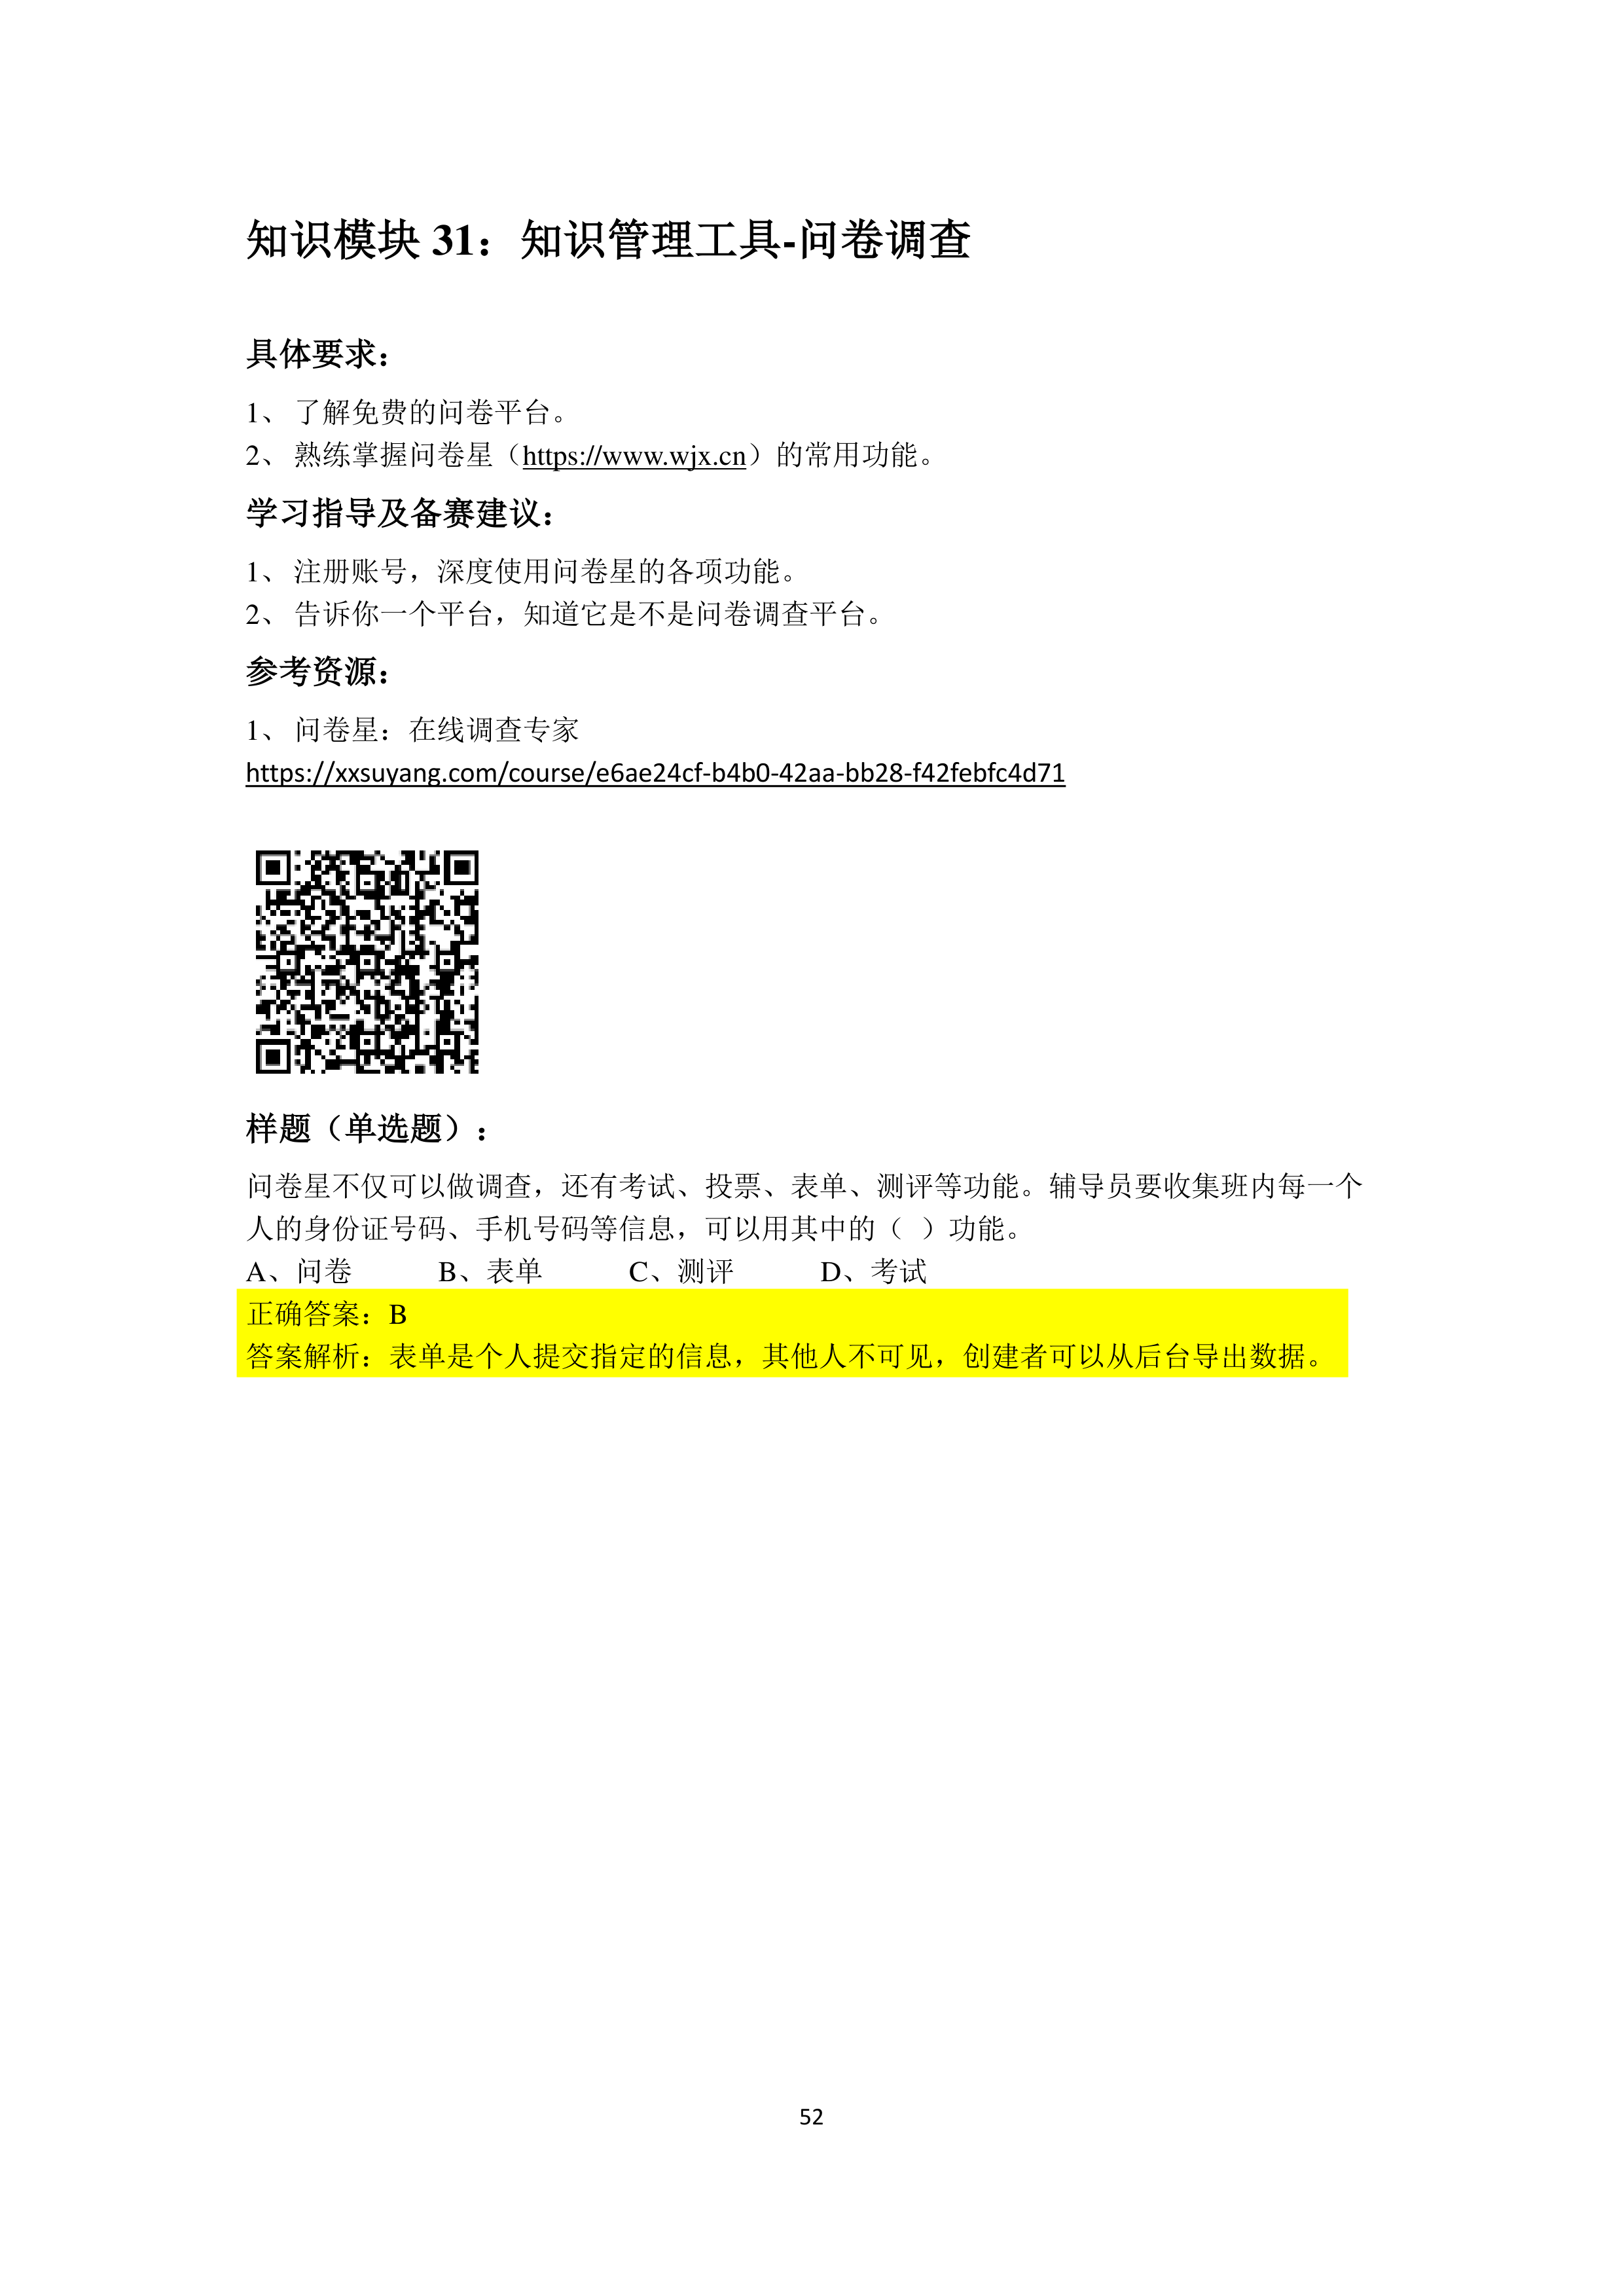 知识模块 31：知识管理工具-问卷调查
具体要求：
1、 了解免费的问卷平台。
2、 熟练掌握问卷星（https://www.wjx.cn）的常用功能。
学习指导及备赛建议：
1、 注册账号，深度使用问卷星的各项功能。
2、 告诉你一个平台，知道它是不是问卷调查平台。
参考资源：
1、 问卷星：在线调查专家
https://xxsuyang.com/course/e6ae24cf-b4b0-42aa-bb28-f42febfc4d71
样题（单选题）：
问卷星不仅可以做调查，还有考试、投票、表单、测评等功能。辅导员要收集班内每一个
人的身份证号码、手机号码等信息，可以用其中的（ ）功能。
A、问卷 B、表单 C、测评 D、考试
正确答案：B
答案解析：表单是个人提交指定的信息，其他人不可见，创建者可以从后台导出数据。
52